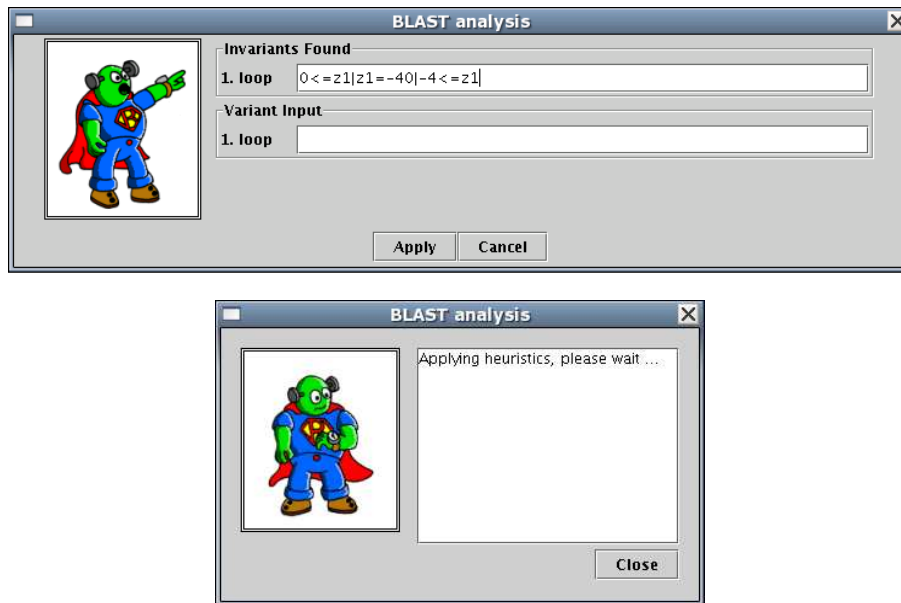 BLAST analysis
Invariants Found
1. loop 0<=z1|z1=-40|-4<=z1
Variant Input
1. loop
Apply Cancel
BLAST analysis
Applying heuristics, please wait ...
Close